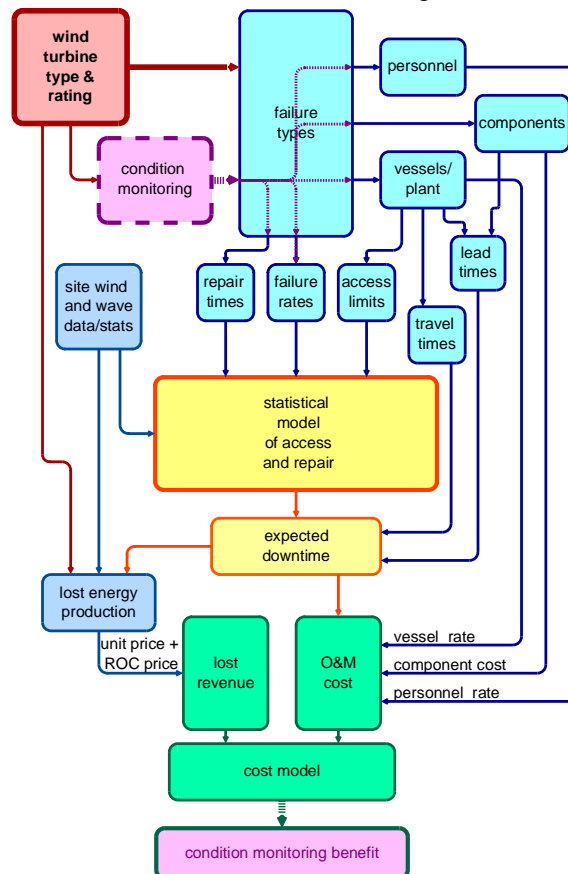 wind
turbine
type &
rating
failure
types
personnel
components
condition
monitoring
vessels/
plant
lead
times
site wind
and wave
data/stats
repair
times
failure
rates
access
limits
travel
times
statistical
model
of access
and repair
expected
downtime
lost energy
production
unit price +
ROC price
lost
revenue
O&M
cost
vessel rate
component cost
personnel rate
cost model
condition monitoring benefit